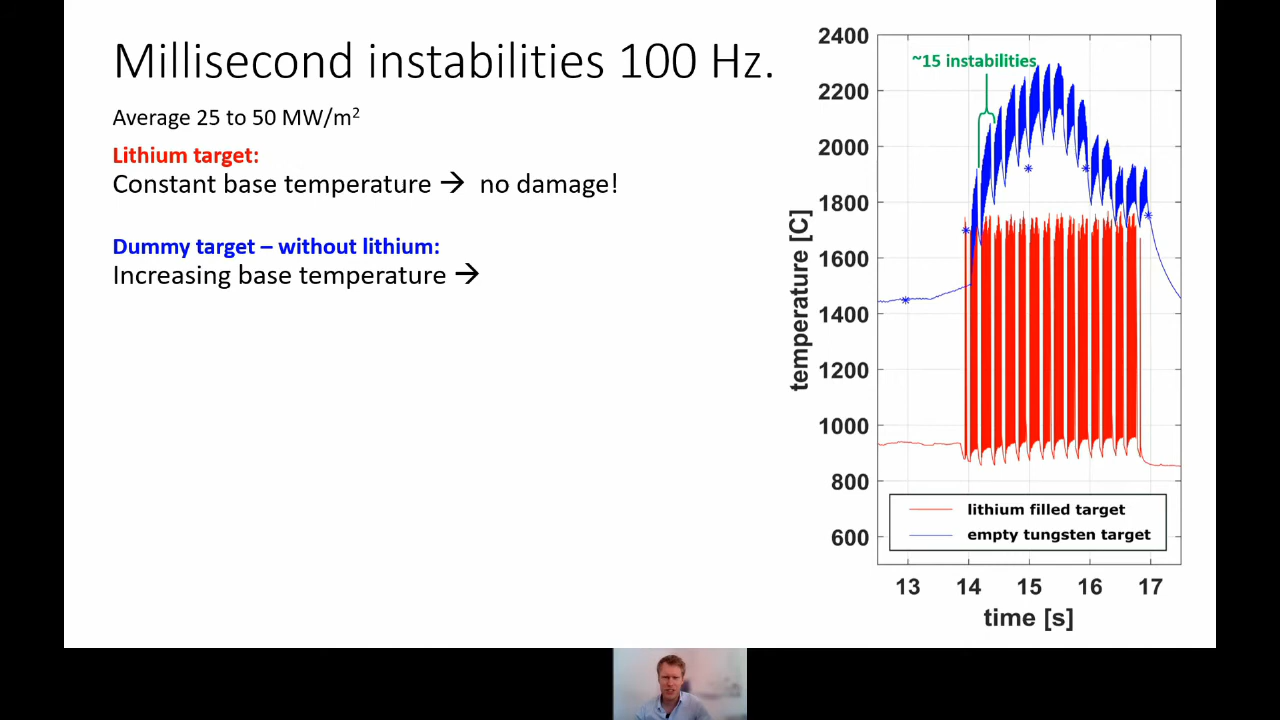 Millisecond instabilities 100 Hz.
Average 25 to 50 MW/m²
Lithium target:
Constant base temperature → no damage!
Dummy target – without lithium:
Increasing base temperature →
~15 instabilities
2400
2200
2000
1800
1600
1400
1200
1000
800
600
temperature [C]
lithium filled target
empty tungsten target
13 14 15 16 17
time [s]